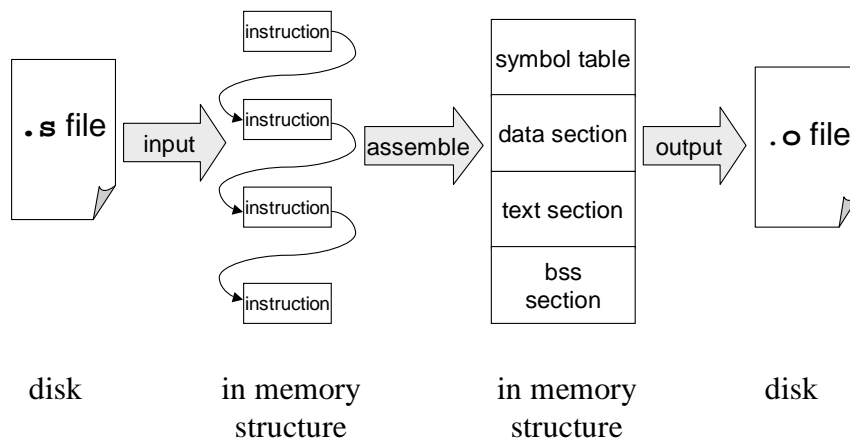 .s file
input
instruction
instruction
instruction
instruction
assemble
symbol table
data section
text section
bss
section
output
.o file
disk
in memory
structure
in memory
structure
disk